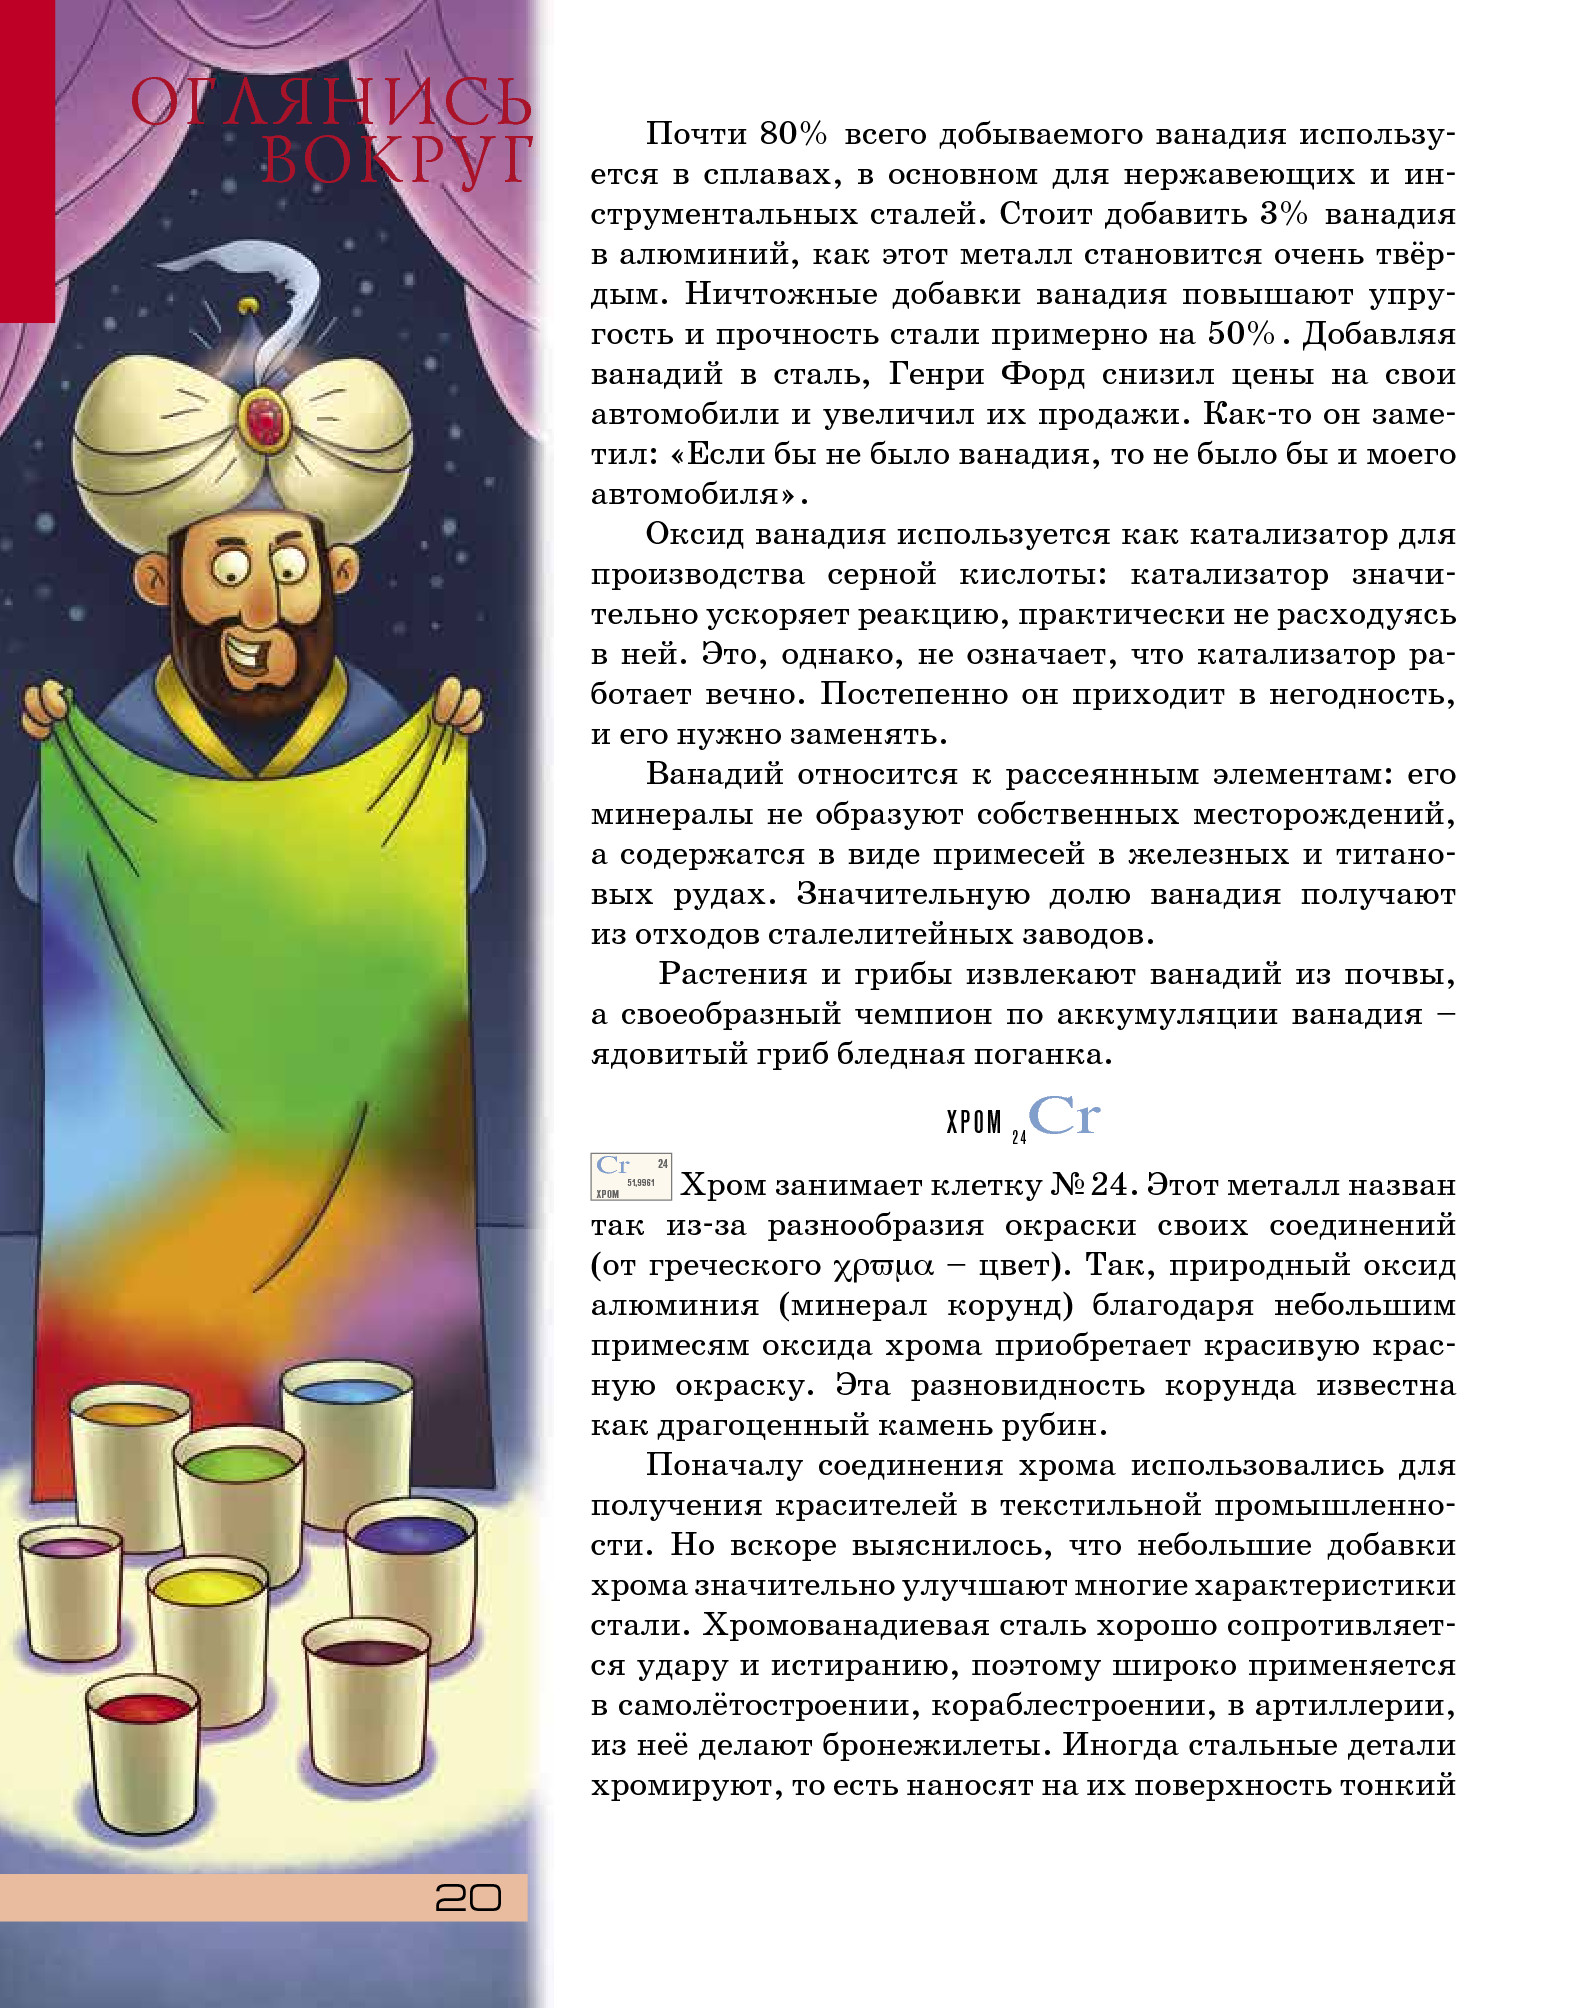 ОГЛЯНИСЬ
ВОКРУГ
Почти 80% всего добываемого ванадия использу-
ется в сплавах, в основном для нержавеющих и ин-
струментальных сталей. Стоит добавить 3% ванадия
в алюминий, как этот металл становится очень твёр-
дым. Ничтожные добавки ванадия повышают упру-
гость и прочность стали примерно на 50%. Добавляя
ванадий в сталь, Генри Форд снизил цены на свои
автомобили и увеличил их продажи. Как-то он заме-
тил: «Если бы не было ванадия, то не было бы и моего
автомобиля».
Оксид ванадия используется как катализатор для
производства серной кислоты: катализатор значи-
тельно ускоряет реакцию, практически не расходуясь
в ней. Это, однако, не означает, что катализатор ра-
ботает вечно. Постепенно он приходит в негодность,
и его нужно заменять.
Ванадий относится к рассеянным элементам: его
минералы не образуют собственных месторождений,
а содержатся в виде примесей в железных и титано-
вых рудах. Значительную долю ванадия получают
из отходов сталелитейных заводов.
Растения и грибы извлекают ванадий из почвы,
а своеобразный чемпион по аккумуляции ванадия –
ядовитый гриб бледная поганка.
ХРОМ 24Cr
Cr 24
51,9961
ХРОМ
Хром занимает клетку № 24. Этот металл назван
так из-за разнообразия окраски своих соединений
(от греческого χρϖμα – цвет). Так, природный оксид
алюминия (минерал корунд) благодаря небольшим
примесям оксида хрома приобретает красивую крас-
ную окраску. Эта разновидность корунда известна
как драгоценный камень рубин.
Поначалу соединения хрома использовались для
получения красителей в текстильной промышленно-
сти. Но вскоре выяснилось, что небольшие добавки
хрома значительно улучшают многие характеристики
стали. Хромованадиевая сталь хорошо сопротивляет-
ся удару и истиранию, поэтому широко применяется
в самолётостроении, кораблестроении, в артиллерии,
из неё делают бронежилеты. Иногда стальные детали
хромируют, то есть наносят на их поверхность тонкий
20